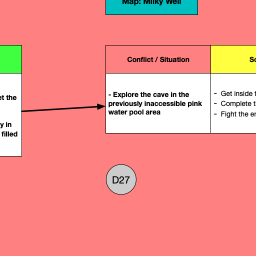 Map: Milky Well
Conflict / Situation
et the
y in
filled
- Explore the cave in the
previously inaccessible pink
water pool area
- Get inside
- Complete
- Fight the
D27